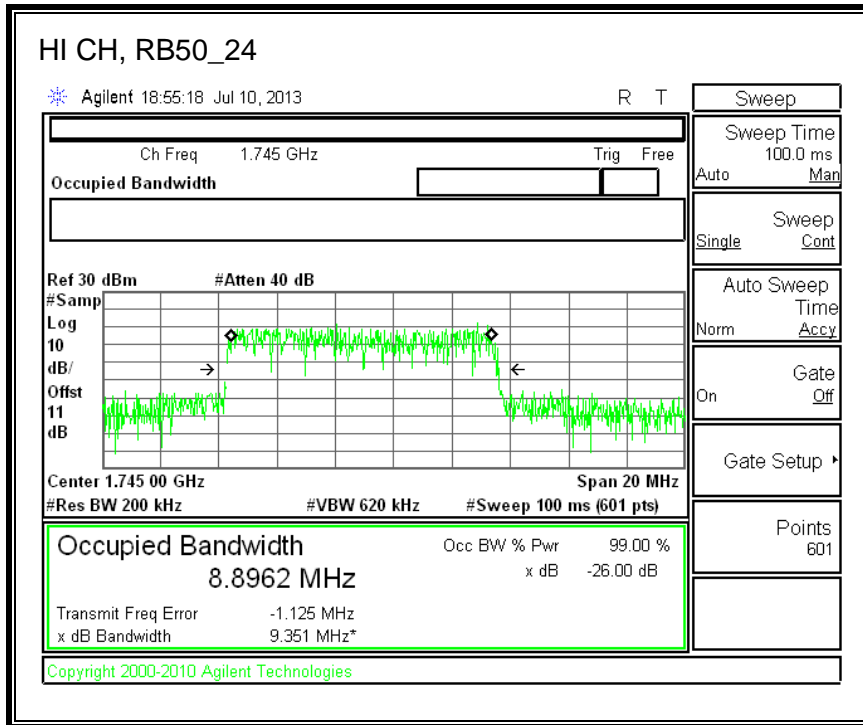 HI CH, RB50_24
Agilent 18:55:18 Jul 10, 2013 R T
Ch Freq 1.745 GHz Trig Free
Occupied Bandwidth
Ref 30 dBm #Atten 40 dB
#Samp
Log
10
dB/
Offst
11
dB
Center 1.745 00 GHz Span 20 MHz
#Res BW 200 kHz #VBW 620 kHz #Sweep 100 ms (601 pts)
Occupied Bandwidth Occ BW % Pwr 99.00 %
8.8962 MHz x dB -26.00 dB
Transmit Freq Error -1.125 MHz
x dB Bandwidth 9.351 MHz*
Copyright 2000-2010 Agilent Technologies
Sweep
Sweep Time
100.0 ms
Auto Man
Sweep
Single Cont
Auto Sweep
Time
Norm Accy
Gate
On Off
Gate Setup
Points
601